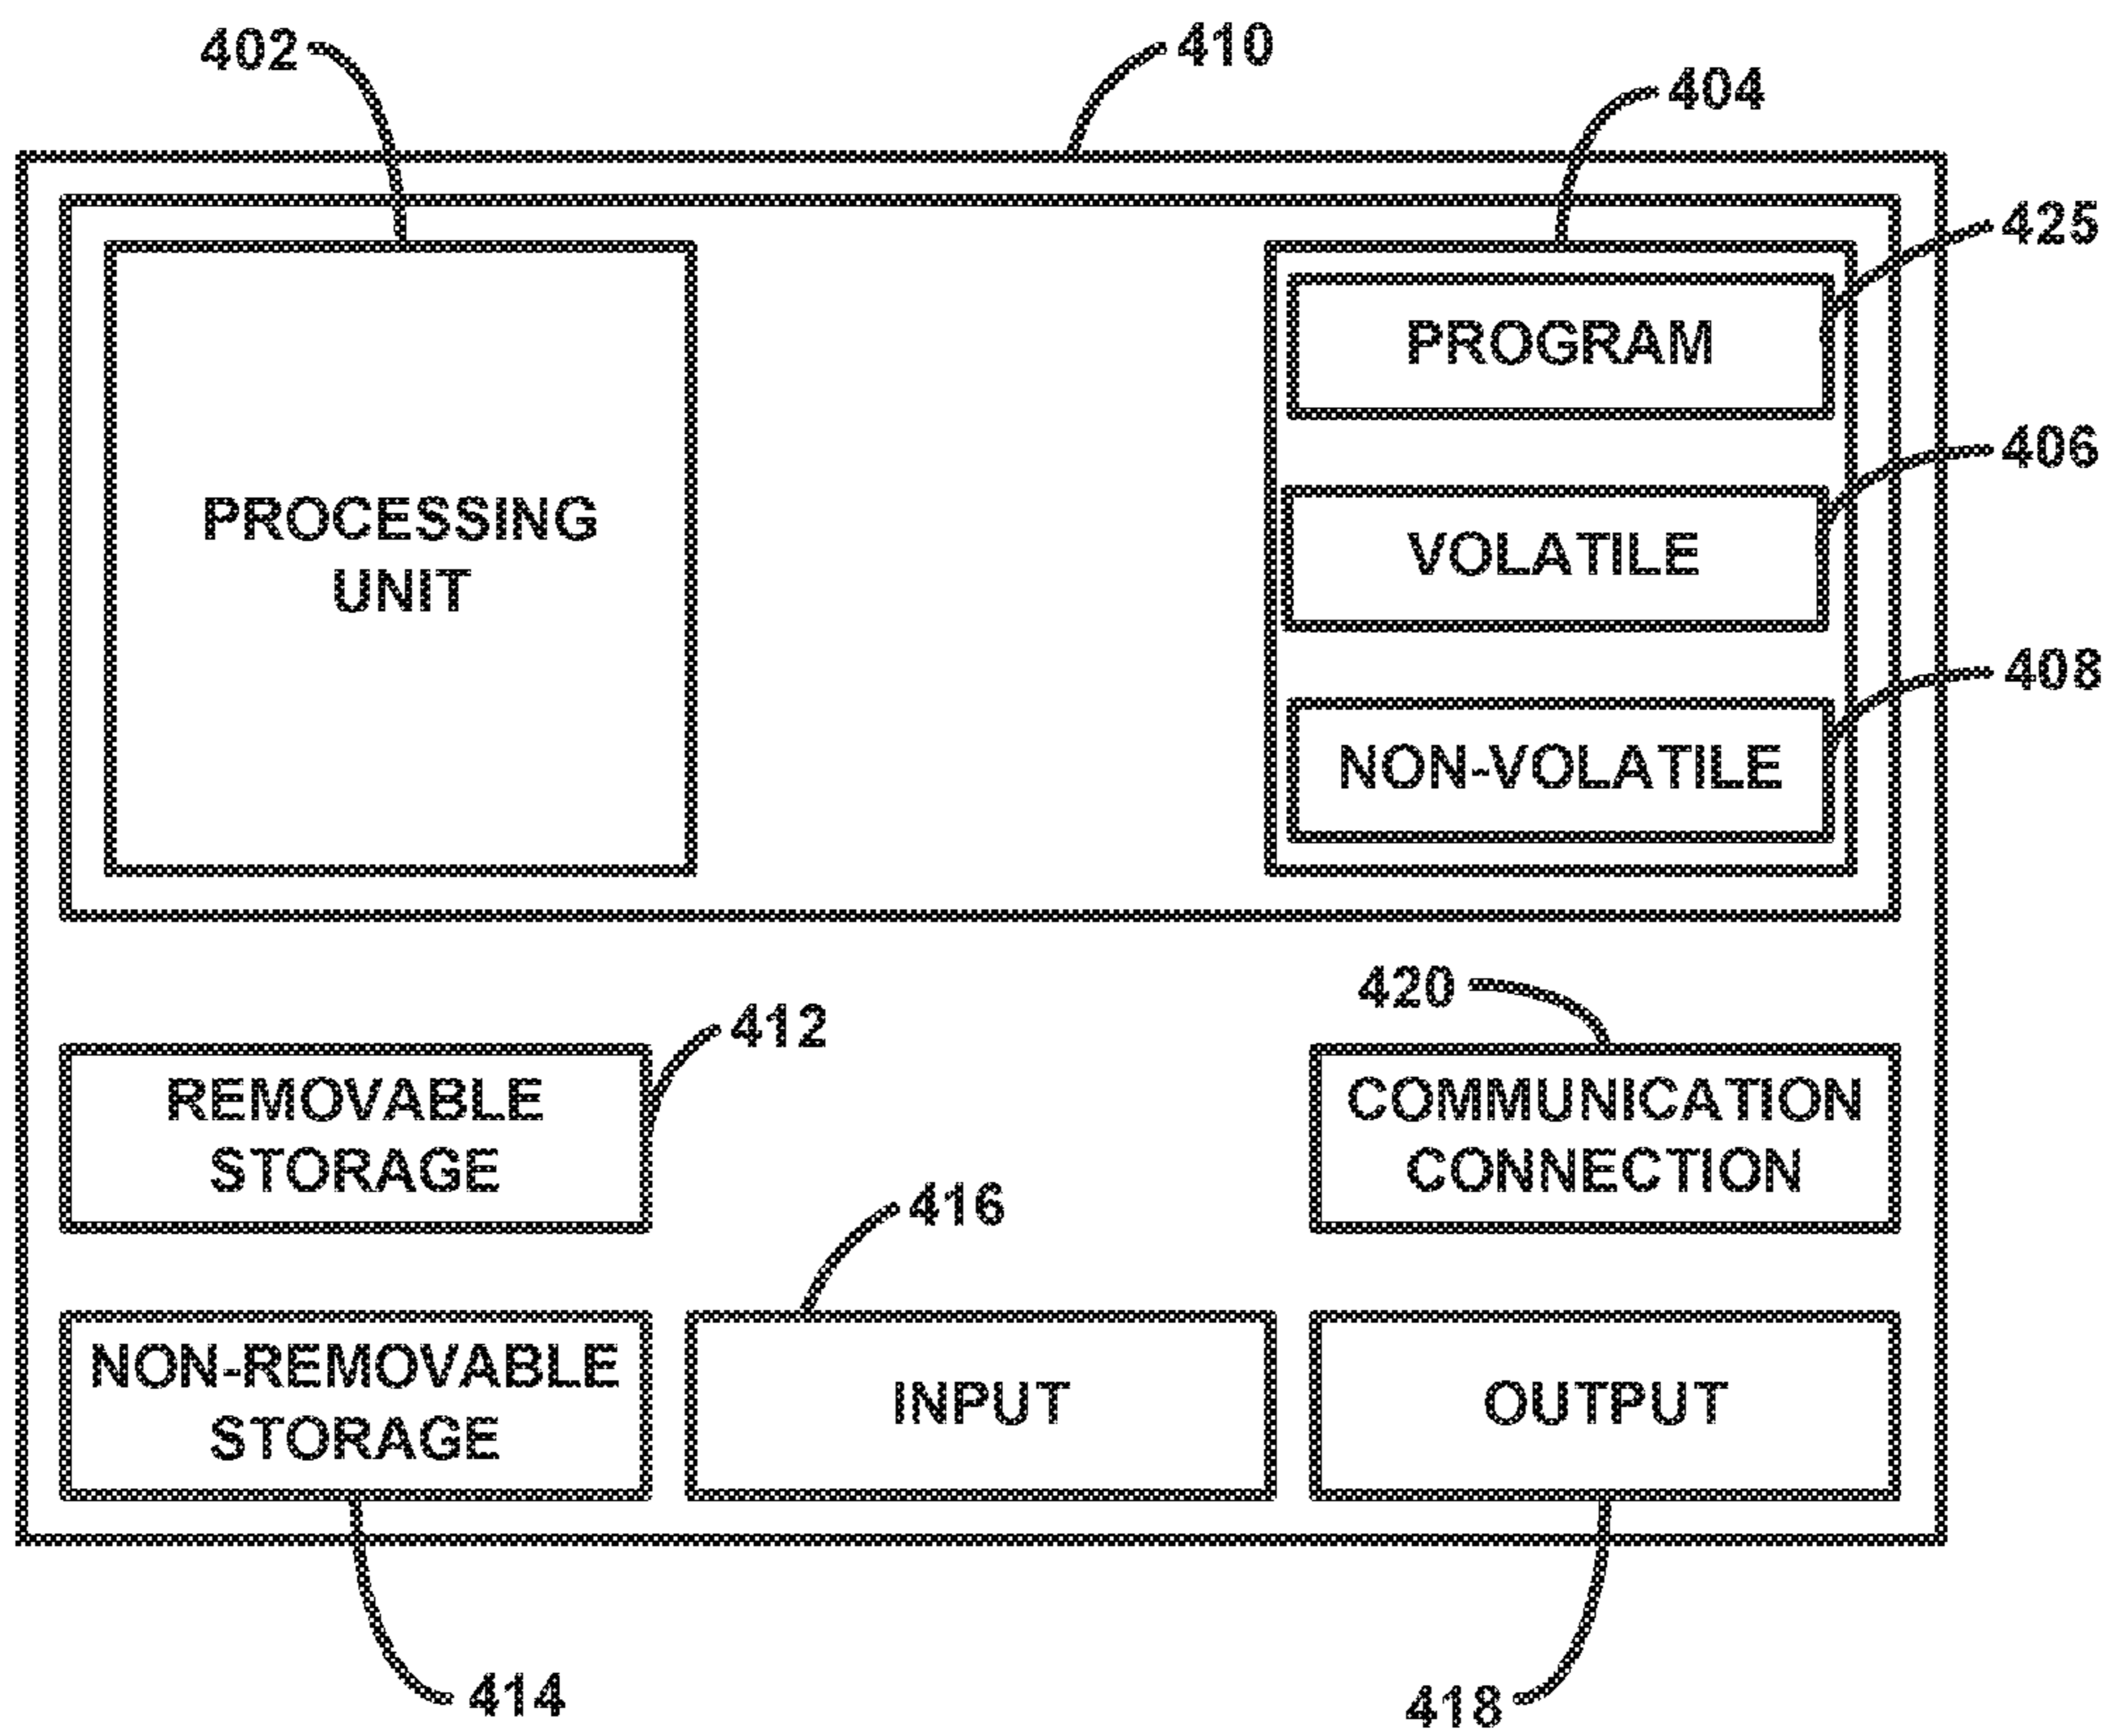 402
410
404
425
PROGRAM
406
PROCESSING
UNIT
VOLATILE
408
NON-VOLATILE
420
412
REMOVABLE
STORAGE
COMMUNICATION
CONNECTION
416
NON-REMOVABLE
STORAGE
INPUT
OUTPUT
414
418